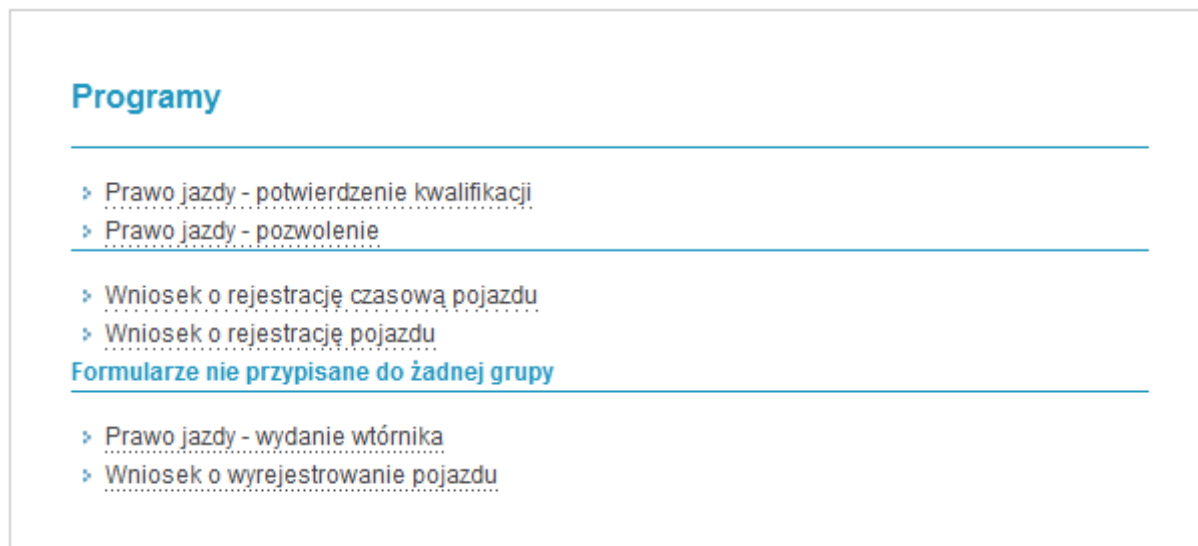 Programy
Prawo jazdy - potwierdzenie kwalifikacji
Prawo jazdy - pozwolenie
Wniosek o rejestrację czasową pojazdu
Wniosek o rejestrację pojazdu
Formularze nie przypisane do żadnej grupy
Prawo jazdy - wydanie wtórnika
Wniosek o wyrejestrowanie pojazdu